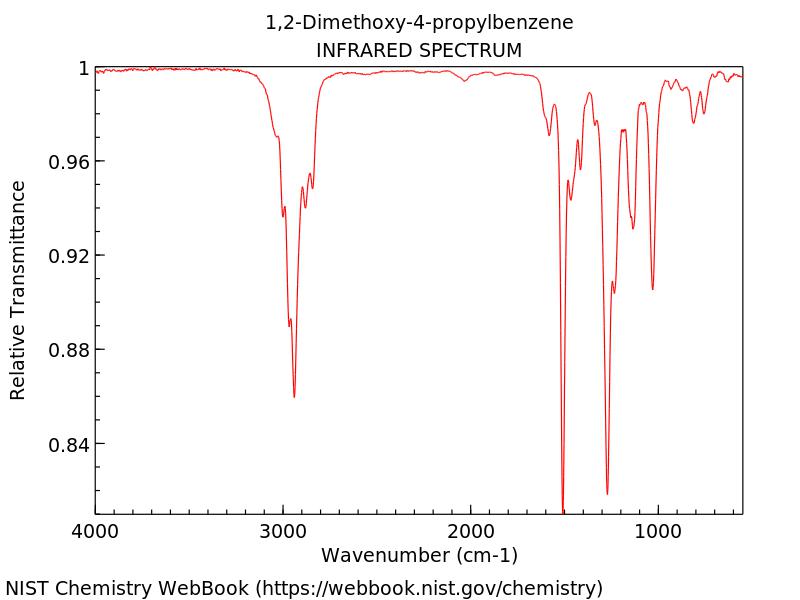 1,2-Dimethoxy-4-propylbenzene
INFRARED SPECTRUM
1
0.96
0.92
0.88
0.84
Relative Transmittance
4000 3000 2000 1000
Wavenumber (cm-1)
NIST Chemistry WebBook (https://webbook.nist.gov/chemistry)